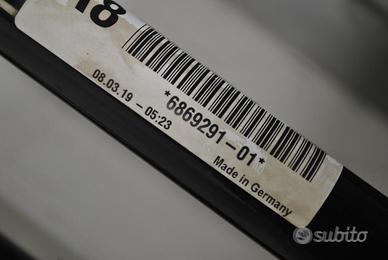 18
08.03.19 - 05:23
*6869291-01*
Made in Germany
subito